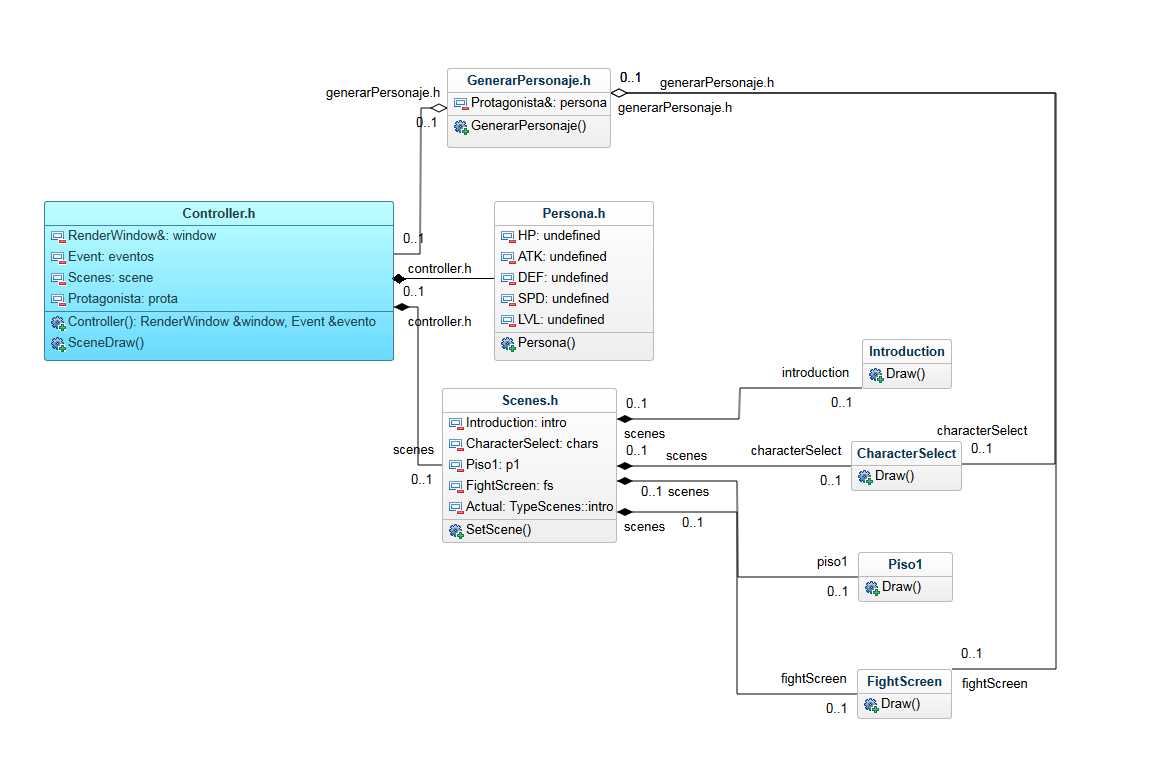 GenerarPersonaje.h
Protagonista&: persona
GenerarPersonaje()
generarPersonaje.h
0..1
0..1
generarPersonaje.h
generarPersonaje.h
Controller.h
RenderWindow&: window
Event: eventos
Scenes: scene
Protagonista: prota
Controller(): RenderWindow &window, Event &evento
SceneDraw()
0..1
controller.h
0..1
controller.h
Persona.h
HP: undefined
ATK: undefined
DEF: undefined
SPD: undefined
LVL: undefined
Persona()
Scenes.h
Introduction: intro
CharacterSelect: chars
Piso1: p1
FightScreen: fs
Actual: TypeScenes::intro
SetScene()
scenes
0..1
0..1
scenes
0..1
scenes
0..1 scenes
scenes
0..1
introduction
0..1
Introduction
Draw()
characterSelect
0..1
CharacterSelect
Draw()
characterSelect
0..1
piso1
0..1
Piso1
Draw()
fightScreen
0..1
FightScreen
Draw()
0..1
fightScreen